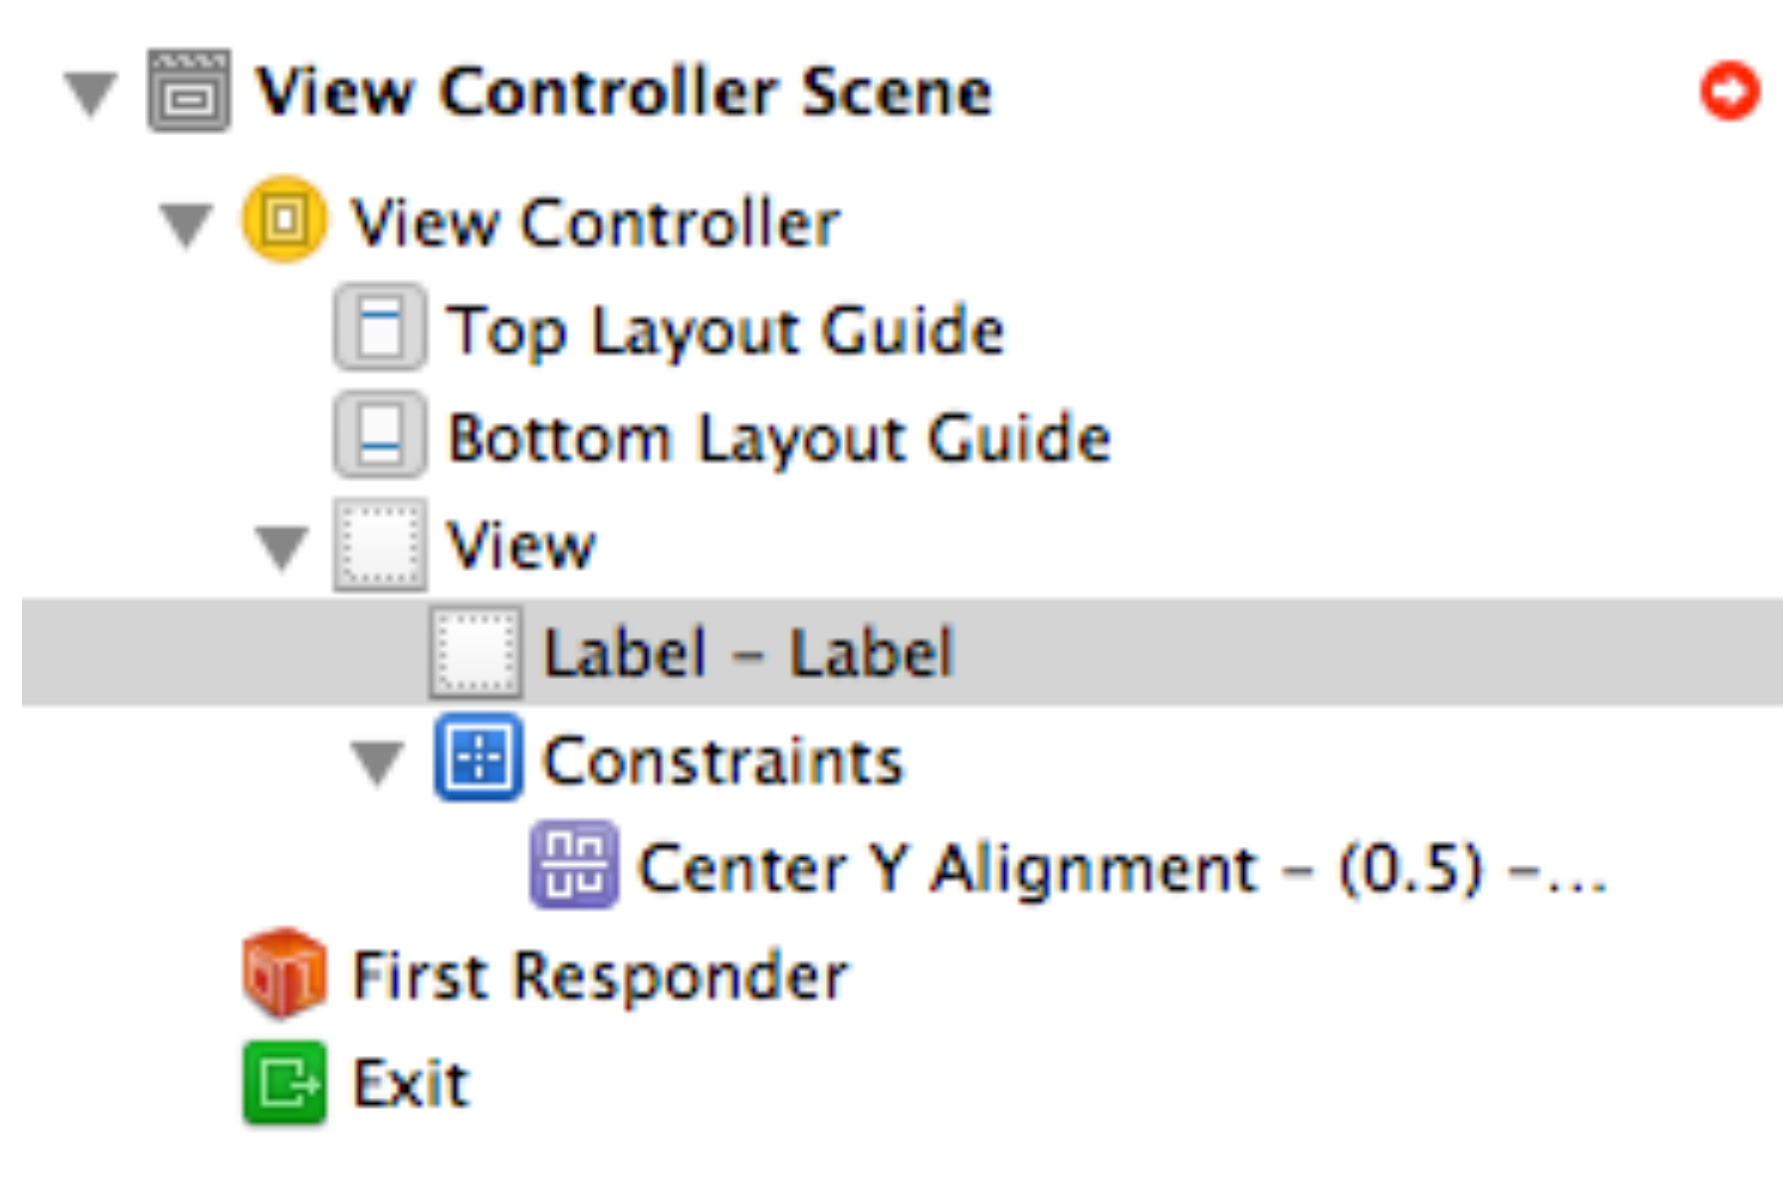 View Controller Scene
View Controller
Top Layout Guide
Bottom Layout Guide
View
Label - Label
Constraints
Center Y Alignment - (0.5) -...
First Responder
Exit